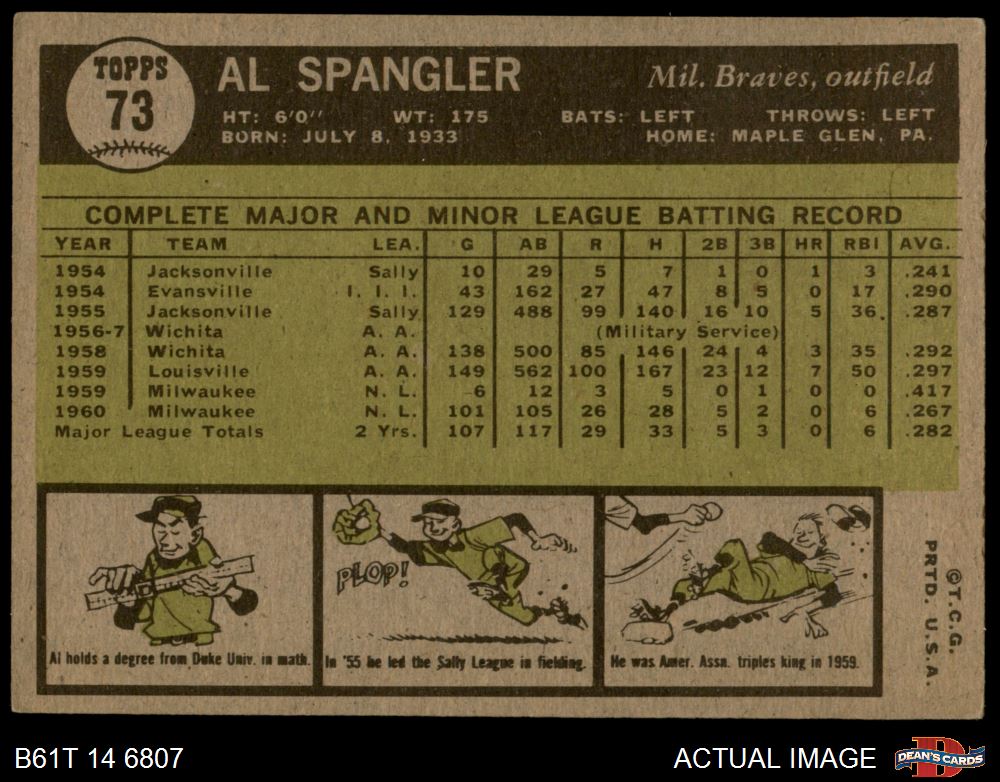 TOPPS
73
AL SPANGLER
Mil. Braves, outfield
HT: 6'0" WT: 175 BATS: LEFT THROWS: LEFT
BORN: JULY 8, 1933 HOME: MAPLE GLEN, PA.
COMPLETE MAJOR AND MINOR LEAGUE BATTING RECORD
YEAR TEAM LEA. G AB R H 2B 3B HR RBI AVG.
1954 Jacksonville Sally 10 29 5 7 1 0 1 3 .241
1954 Evansville I. I. I. 43 162 27 47 8 5 0 17 .290
1955 Jacksonville Sally 129 488 99 140 16 10 5 36 .287
1956-7 Wichita A. A. (Military Service)
1958 Wichita A. A. 138 500 85 146 24 4 3 35 .292
1959 Louisville A. A. 149 562 100 167 23 12 7 50 .297
1959 Milwaukee N. L. 6 12 3 5 0 1 0 0 .417
1960 Milwaukee N. L. 101 105 26 28 5 2 0 6 .267
Major League Totals 2 Yrs. 107 117 29 33 5 3 0 6 .282
PLOP!
Al holds a degree from Duke Univ. in math.
In '55 he led the Sally League in fielding.
He was Amer. Assn. triples king in 1959.
©T.C.G.
PRTD. U.S.A.
B61T 14 6807
ACTUAL IMAGE
D
DEAN'S CARDS